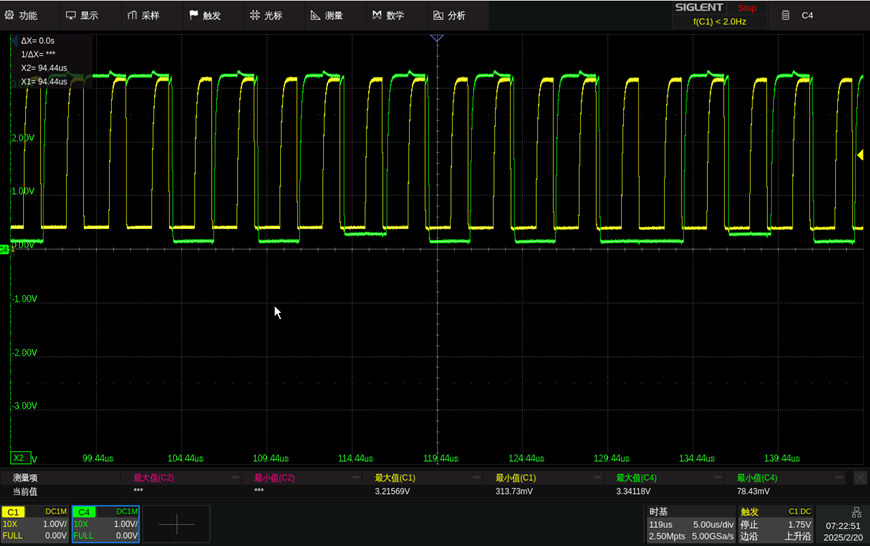 功能 显示 采样 触发 光标 测量 数学 分析 SIGLENT Stop C4
f(C1) < 2.0Hz
ΔX= 0.0s
1/ΔX= ***
X2= 94.44us
X1= 94.44us
2.00V
1.00V
0.00V
C4
-1.00V
-2.00V
-3.00V
X2 V 99.44us 104.44us 109.44us 114.44us 119.44us 124.44us 129.44us 134.44us 139.44us
测量项 最大值(C2) 最小值(C2) 最大值(C1) 最小值(C1) 最大值(C4) 最小值(C4)
当前值 *** *** 3.21569V 313.73mV 3.34118V 78.43mV
C1 DC1M C4 DC1M 时基 触发 C1 DC
10X 1.00V/ 10X 1.00V/ 119us 5.00us/div 停止 1.75V 07:22:51
FULL 0.00V FULL 0.00V 2.50Mpts 5.00GSa/s 边沿 上升沿 2025/2/20